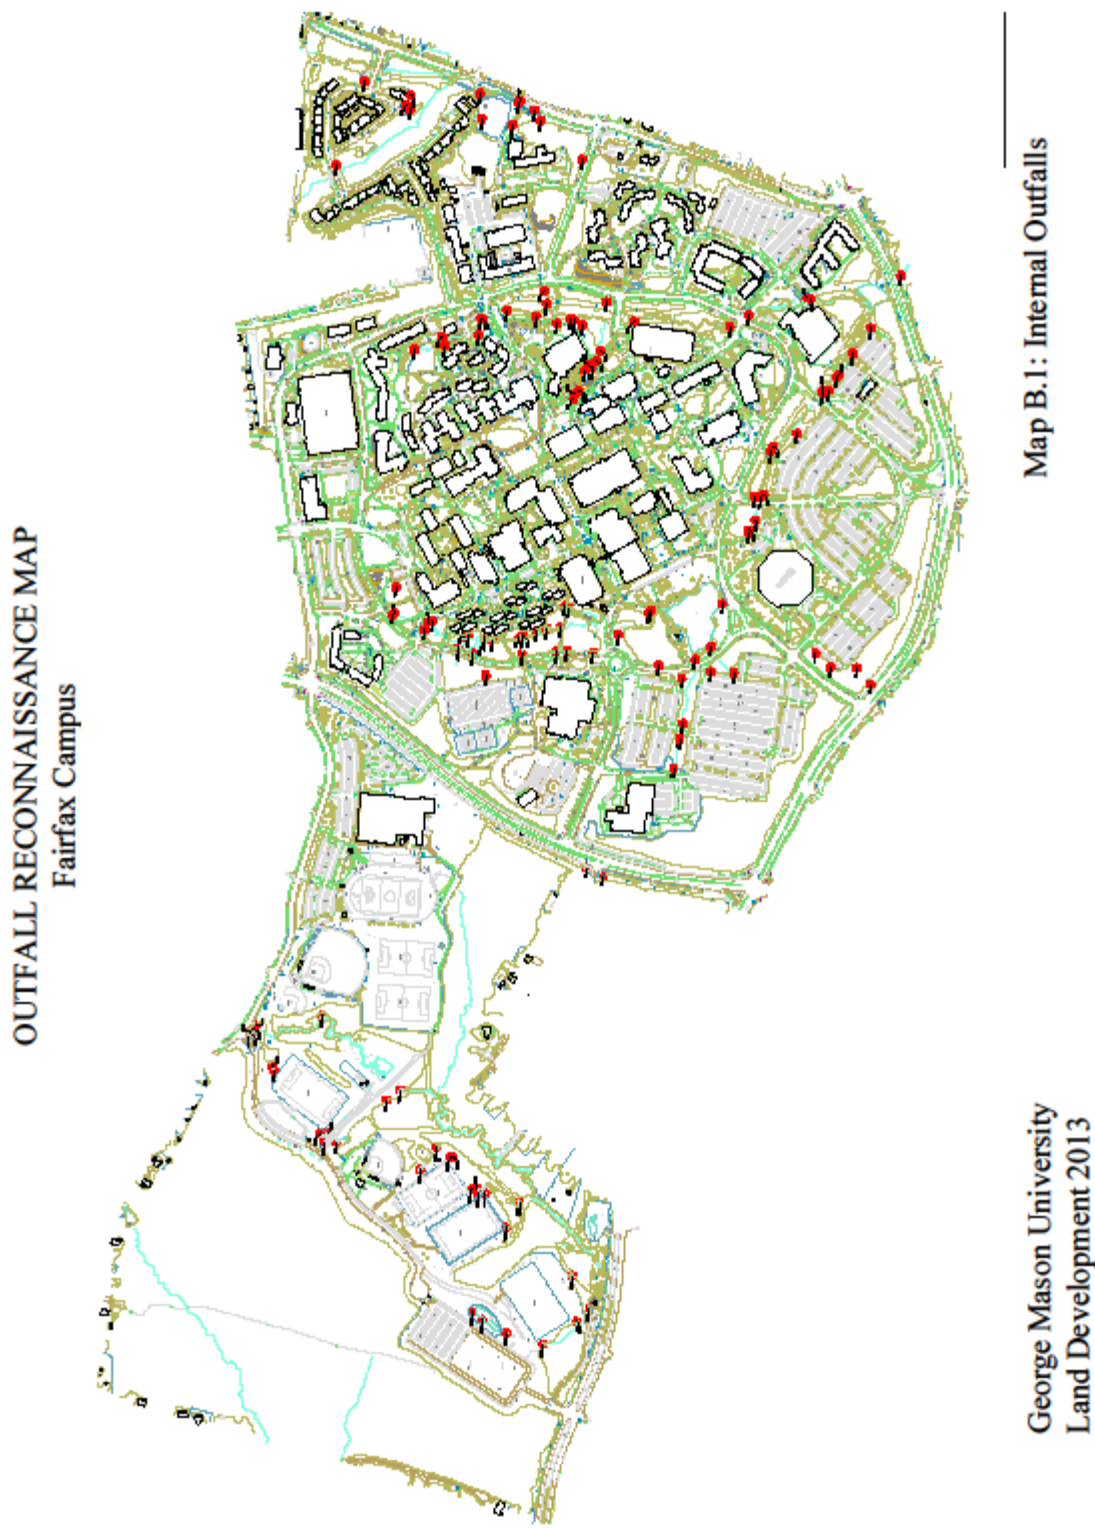 OUTFALL RECONNAISSANCE MAP
Fairfax Campus
Map B.1: Internal Outfalls
George Mason University
Land Development 2013